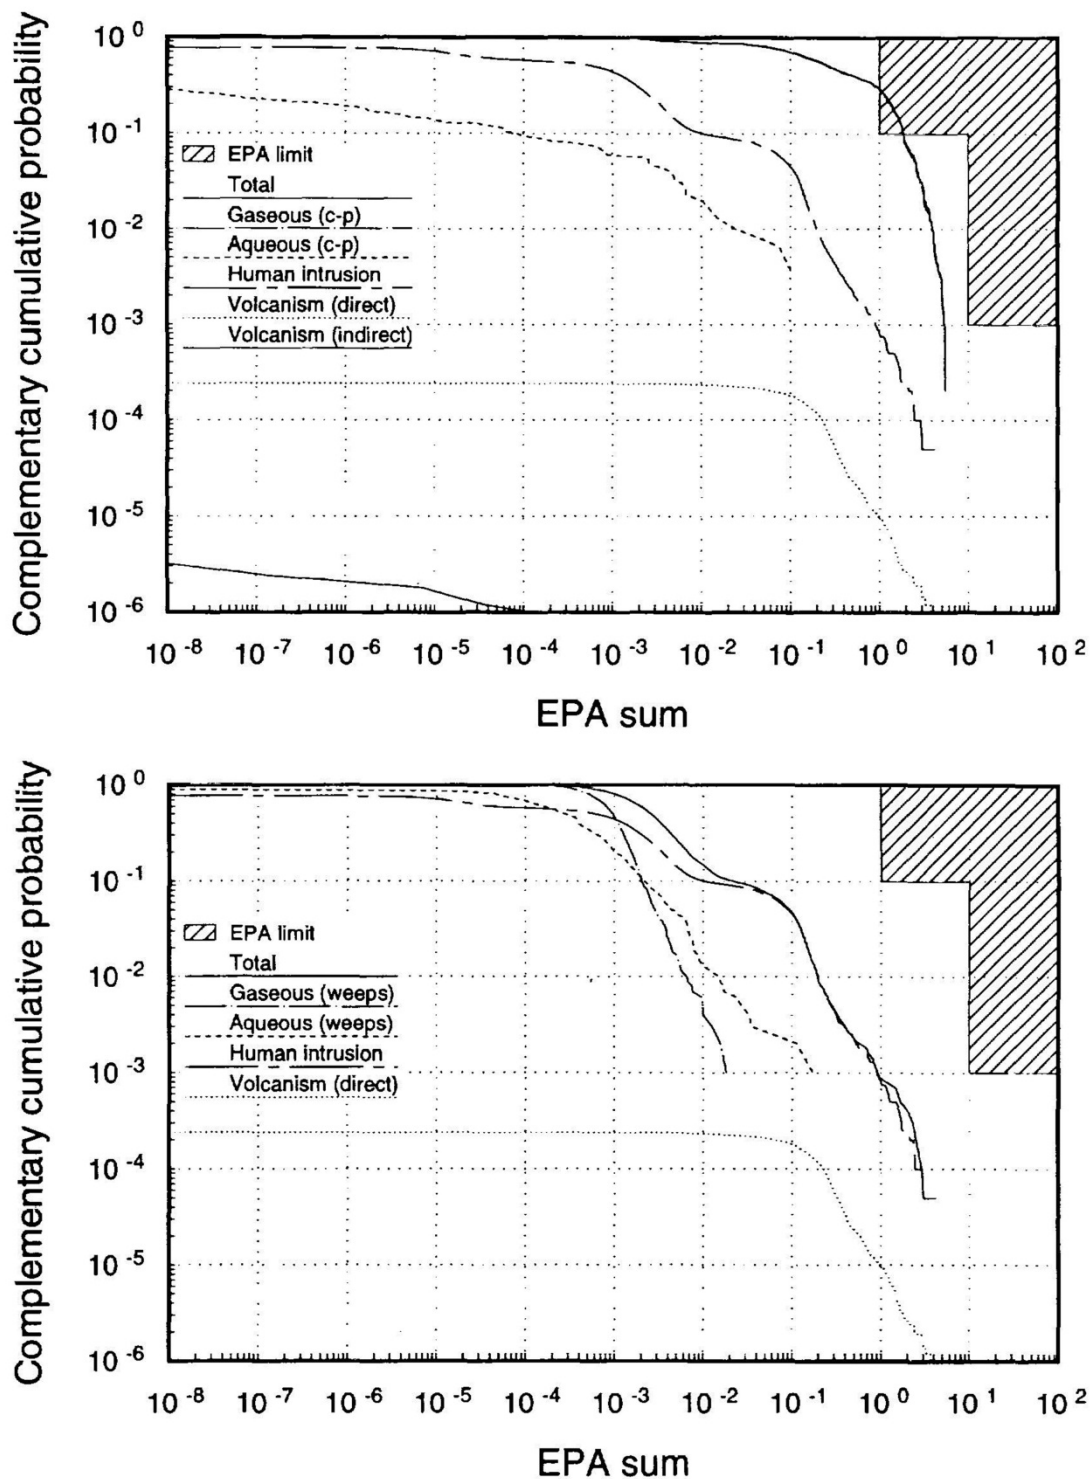 Complementary cumulative probability
10^0
10^-1
10^-2
10^-3
10^-4
10^-5
10^-6
EPA limit
Total
Gaseous (c-p)
Aqueous (c-p)
Human intrusion
Volcanism (direct)
Volcanism (indirect)
10^-8 10^-7 10^-6 10^-5 10^-4 10^-3 10^-2 10^-1 10^0 10^1 10^2
EPA sum
Complementary cumulative probability
10^0
10^-1
10^-2
10^-3
10^-4
10^-5
10^-6
EPA limit
Total
Gaseous (weeps)
Aqueous (weeps)
Human intrusion
Volcanism (direct)
10^-8 10^-7 10^-6 10^-5 10^-4 10^-3 10^-2 10^-1 10^0 10^1 10^2
EPA sum